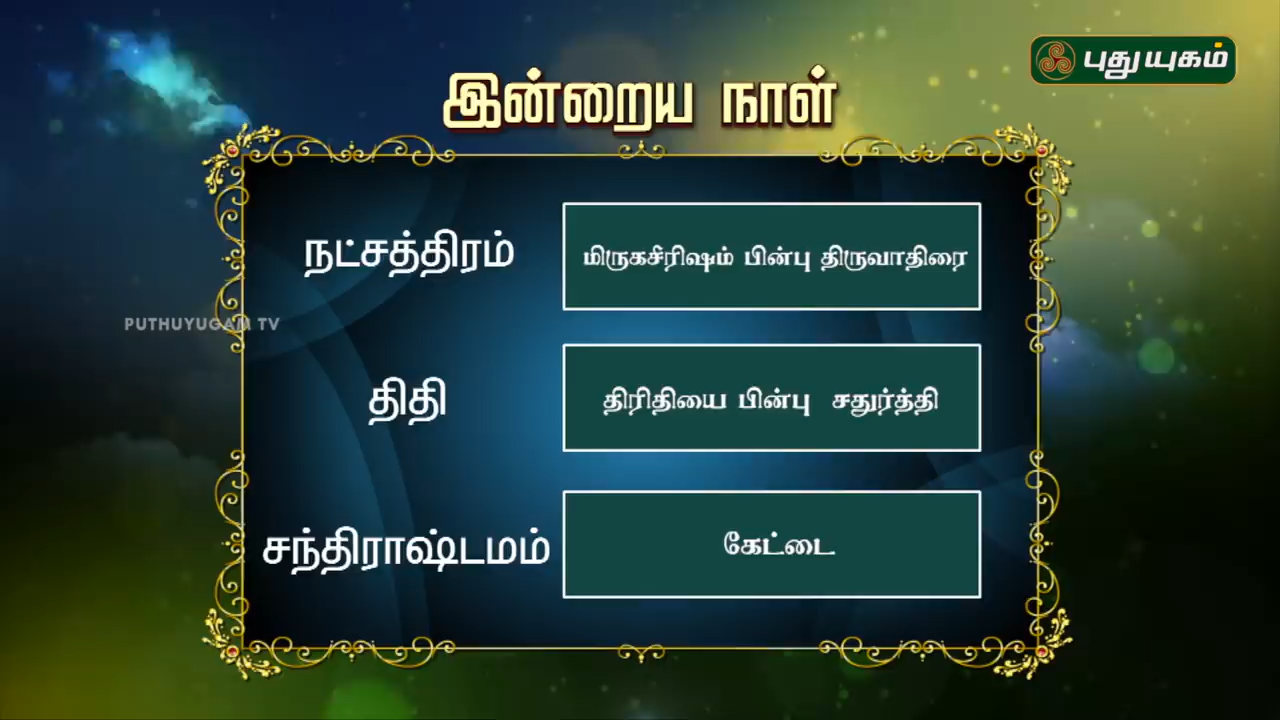 புதுயுகம்
இன்றைய நாள்
நட்சத்திரம்
மிருகசீரிஷம் பின்பு திருவாதிரை
PUTHUYUGAM TV
திதி
திரிதியை பின்பு சதுர்த்தி
சந்திராஷ்டமம்
கேட்டை